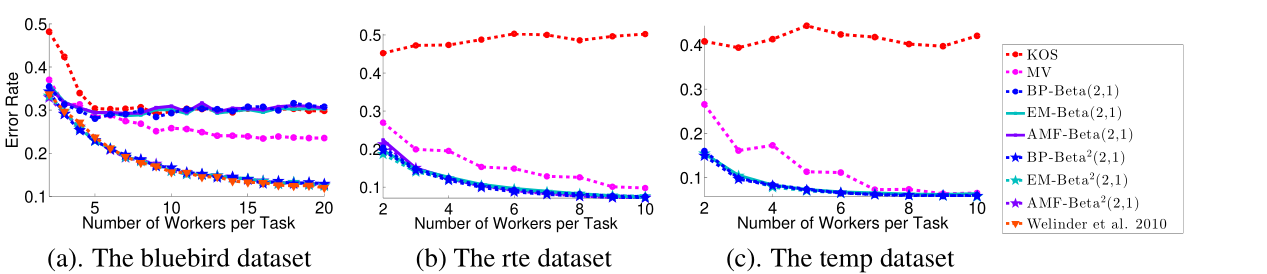 0.5
0.4
0.3
0.2
0.1
Error Rate
5 10 15 20
Number of Workers per Task
(a). The bluebird dataset
0.5
0.4
0.3
0.2
0.1
2 4 6 8 10
Number of Workers per Task
(b) The rte dataset
0.4
0.3
0.2
0.1
2 4 6 8 10
Number of Workers per Task
(c). The temp dataset
KOS
MV
BP-Beta(2,1)
EM-Beta(2,1)
AMF-Beta(2,1)
BP-Beta²(2,1)
EM-Beta²(2,1)
AMF-Beta²(2,1)
Welinder et al. 2010